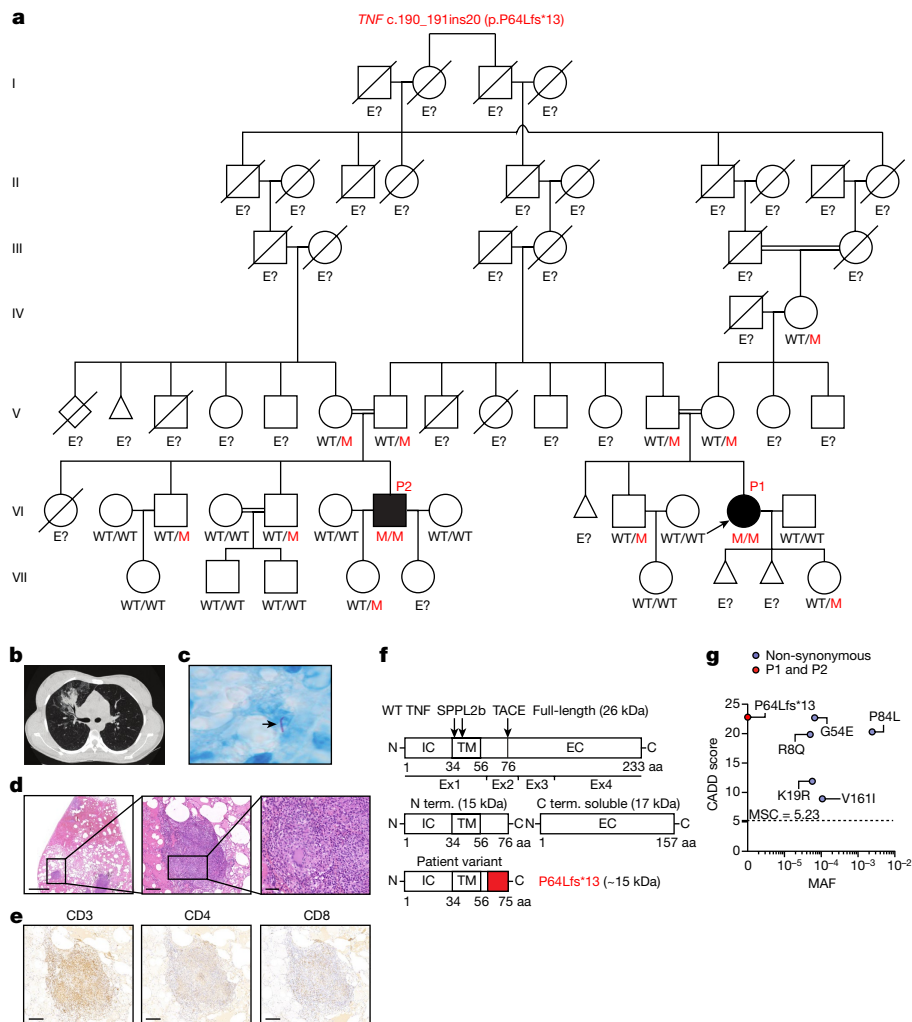 a
TNF c.190_191ins20 (p.P64Lfs*13)
I
E? E? E? E?
II
E? E? E? E? E? E? E? E? E?
III
E? E? E? E? E? E?
IV
E? WT/M
V
E? E? E? E? E? WT/M WT/M E? E? E? E? WT/M WT/M E? E?
P2 P1
VI
E? WT/WT WT/M WT/WT WT/M WT/WT M/M WT/WT E? WT/M WT/WT M/M WT/WT
VII
WT/WT WT/WT WT/WT WT/M E? WT/WT E? E? WT/M
b
c
d
e
CD3 CD4 CD8
f
WT TNF SPPL2b TACE Full-length (26 kDa)
N IC TM EC C
1 34 56 76 233 aa
Ex1 Ex2 Ex3 Ex4
N term. (15 kDa) C term. soluble (17 kDa)
N IC TM C N EC C
1 34 56 76 aa 1 157 aa
Patient variant
N IC TM C P64Lfs*13 (~15 kDa)
1 34 56 75 aa
g
Non-synonymous
P1 and P2
CADD score
25
20
15
10
5
0
P64Lfs*13
P84L
G54E
R8Q
K19R
V161I
MSC = 5.23
0 10⁻⁵ 10⁻⁴ 10⁻³ 10⁻²
MAF